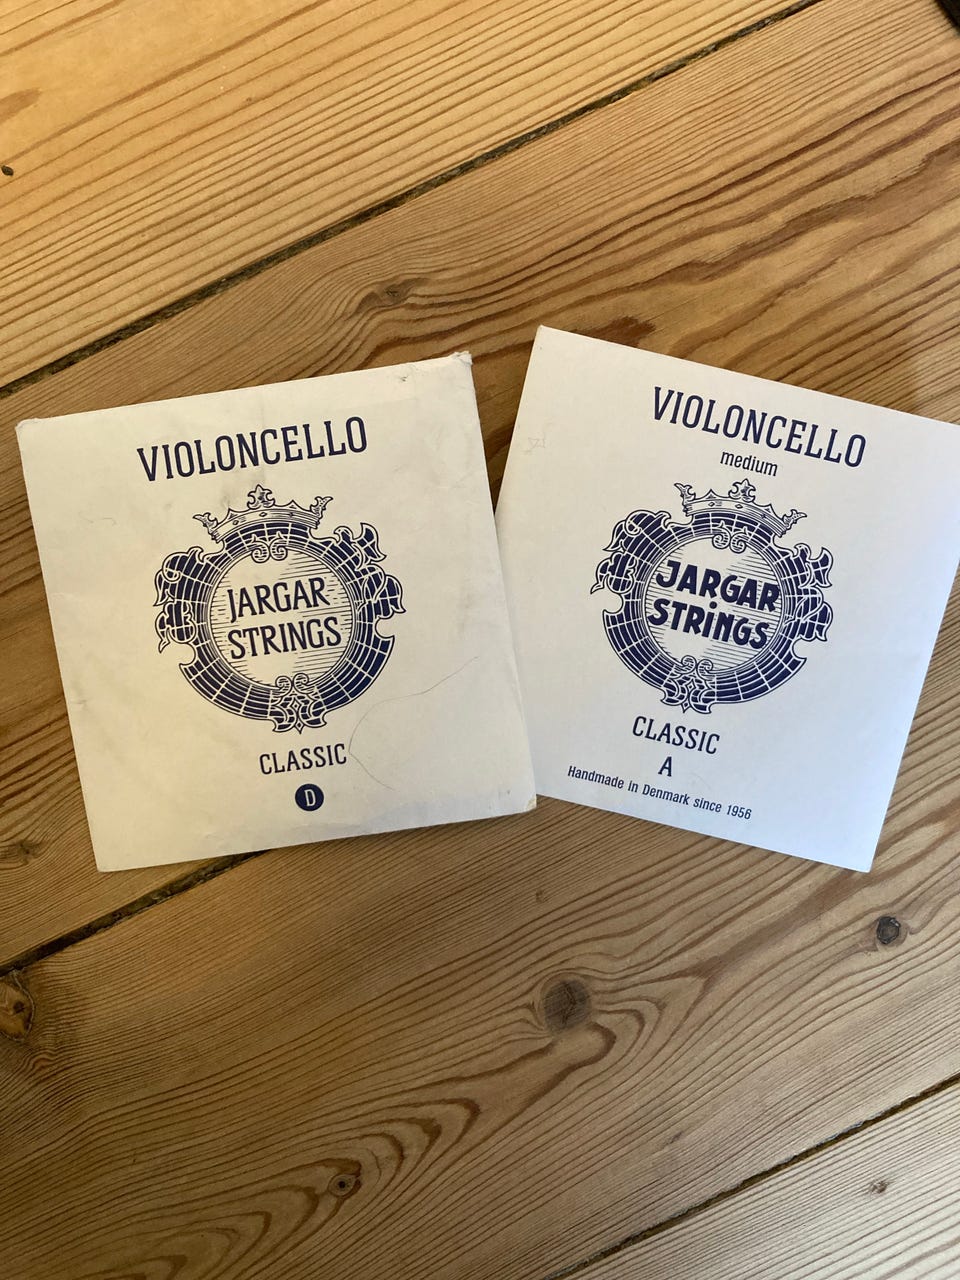 VIOLONCELLO
JARGAR
STRINGS
CLASSIC
D
VIOLONCELLO
medium
JARGAR
STRiNGS
CLASSIC
A
Handmade in Denmark since 1956